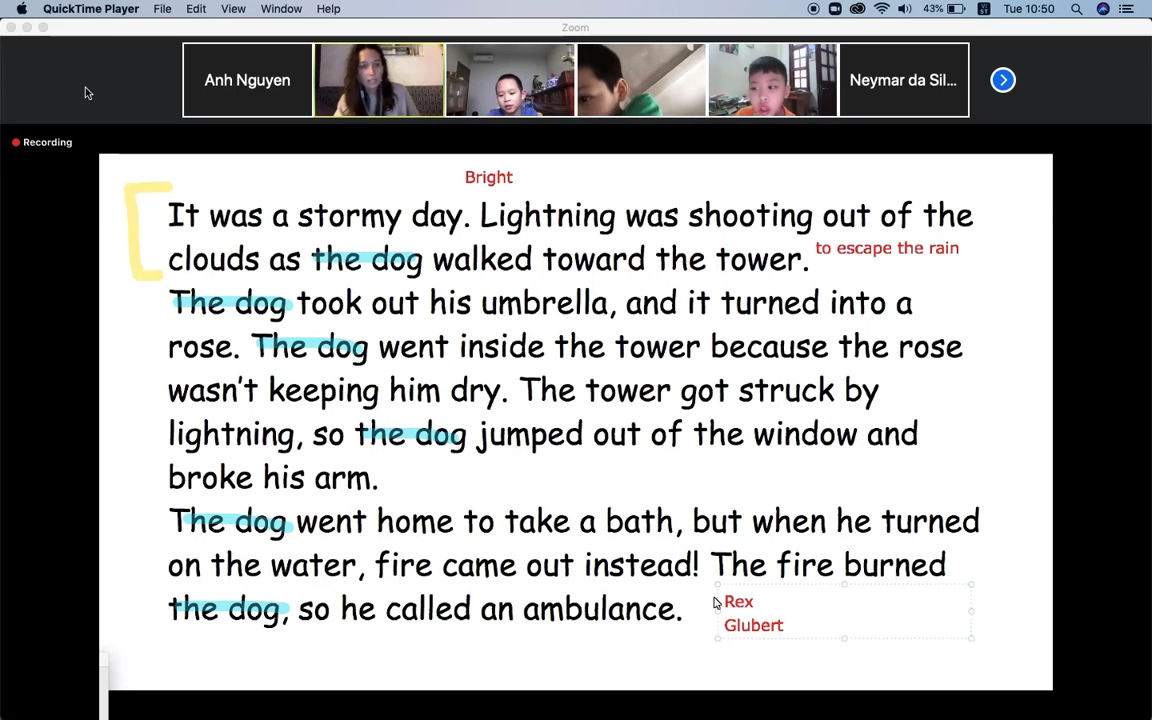 QuickTime Player File Edit View Window Help 43% VI ST Tue 10:50
Zoom
Anh Nguyen Neymar da Sil...
Recording
Bright
It was a stormy day. Lightning was shooting out of the
clouds as the dog walked toward the tower.
to escape the rain
The dog took out his umbrella, and it turned into a
rose. The dog went inside the tower because the rose
wasn't keeping him dry. The tower got struck by
lightning, so the dog jumped out of the window and
broke his arm.
The dog went home to take a bath, but when he turned
on the water, fire came out instead! The fire burned
the dog, so he called an ambulance.
Rex
Glubert